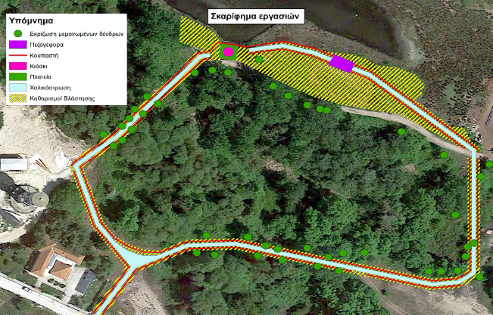 Υπόμνημα
Εκρίζωση μεμονωμένων δένδρων
Πεζογέφυρα
Κουπαστή
Κιόσκι
Πλατεία
Χαλικόστρωση
Καθαρισμοί Βλάστησης
Σκαρίφημα εργασιών